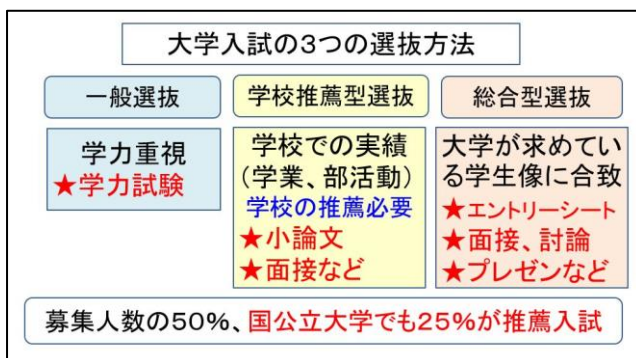 大学入試の3つの選抜方法
一般選抜
学力重視
★学力試験
学校推薦型選抜
学校での実績
(学業、部活動)
学校の推薦必要
★小論文
★面接など
総合型選抜
大学が求めてい
る学生像に合致
★エントリーシート
★面接、討論
★プレゼンなど
募集人数の50%、国公立大学でも25%が推薦入試